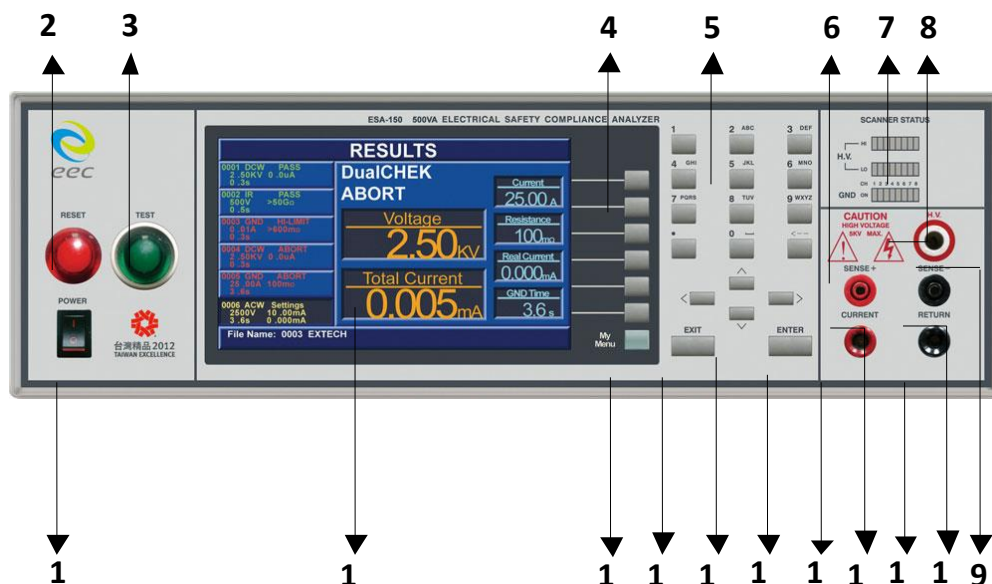 2 3 4 5 6 7 8
ESA-150 500VA ELECTRICAL SAFETY COMPLIANCE ANALYZER
eec
RESET TEST
POWER
台灣精品 2012
TAIWAN EXCELLENCE
RESULTS
0001 DCW PASS
2.50KV 0.0uA
0.3s
0002 IR PASS
500V >50GΩ
0.5s
0003 GND HI-LIMIT
0.01A >600mΩ
0.3s
0004 DCW ABORT
2.50KV 0.0uA
0.3s
0005 GND ABORT
25.00A 100mΩ
3.6s
0006 ACW Settings
2500V 10.00mA
3.6s 0.000mA
DualCHEK
ABORT
Voltage
2.50KV
Total Current
0.005mA
Current
25.00A
Resistance
100mΩ
Real Current
0.000mA
GND Time
3.6s
File Name: 0003 EXTECH
My
Menu
1 2 ABC 3 DEF
4 GHI 5 JKL 6 MNO
7 PQRS 8 TUV 9 WXYZ
• 0 ⎵ <---
< ^ >
v
EXIT ENTER
SCANNER STATUS
HI
H.V.
LO
CH 1 2 3 4 5 6 7 8
GND ON
CAUTION
HIGH VOLTAGE
5KV MAX.
H.V.
SENSE+ SENSE-
CURRENT RETURN
1 1 1 1 1 1 1 1 1 1 9